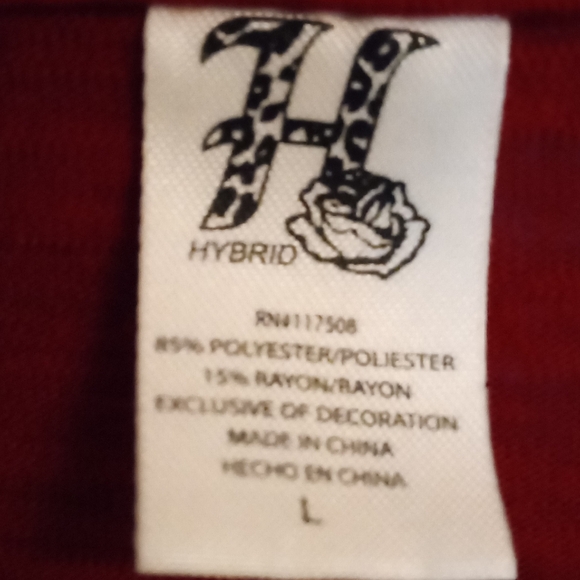 H
HYBRID
RN#117508
85% POLYESTER/POLIESTER
15% RAYON/RAYON
EXCLUSIVE OF DECORATION
MADE IN CHINA
HECHO EN CHINA
L